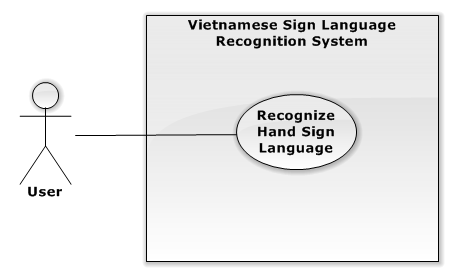 Vietnamese Sign Language
Recognition System
Recognize
Hand Sign
Language
User